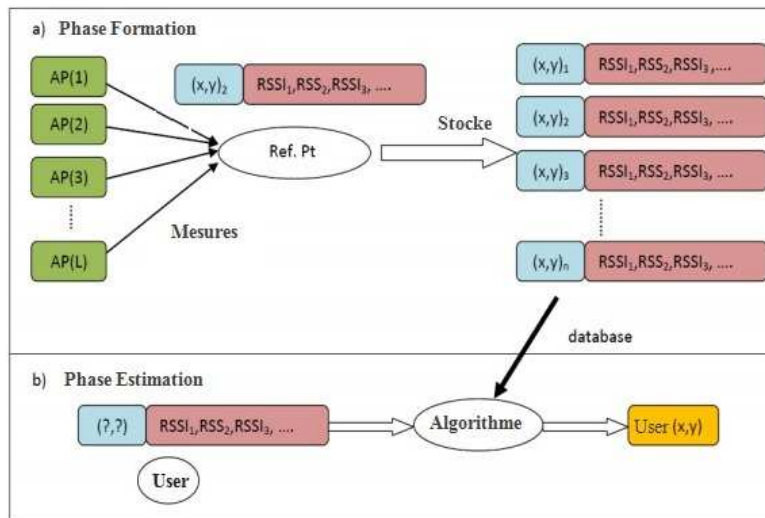 a) Phase Formation
AP(1)
AP(2)
AP(3)
AP(L)
(x,y)₂ RSSI₁,RSS₂,RSSI₃, ....
Ref. Pt
Mesures
Stocke
(x,y)₁ RSSI₁,RSS₂,RSSI₃,....
(x,y)₂ RSSI₁,RSS₂,RSSI₃, ....
(x,y)₃ RSSI₁,RSS₂,RSSI₃, ....
(x,y)ₙ RSSI₁,RSS₂,RSSI₃, ....
database
b) Phase Estimation
(?,?) RSSI₁,RSS₂,RSSI₃, ....
Algorithme
User (x,y)
User